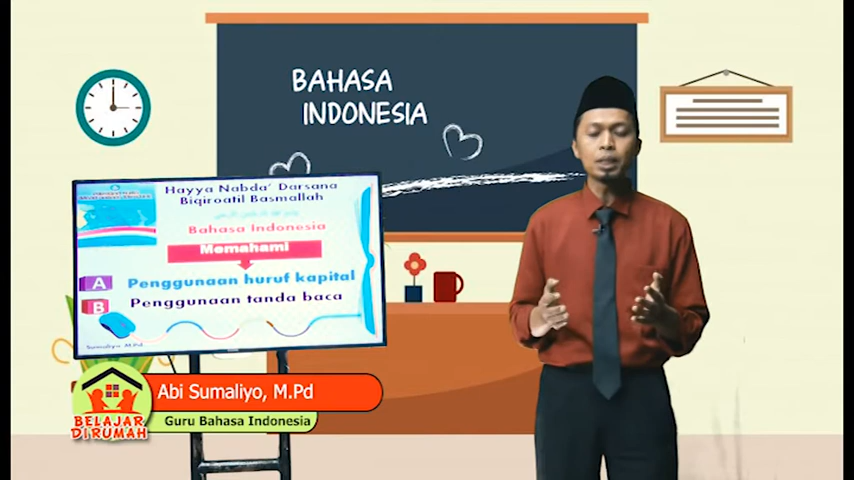 BAHASA
INDONESIA
Hayya Nabda' Darsana
Biqiroatil Basmallah
Bahasa Indonesia
Memahami
A Penggunaan huruf kapital
B Penggunaan tanda baca
Sumaliyo, M.Pd.
Abi Sumaliyo, M.Pd
Guru Bahasa Indonesia
BELAJAR
DI RUMAH